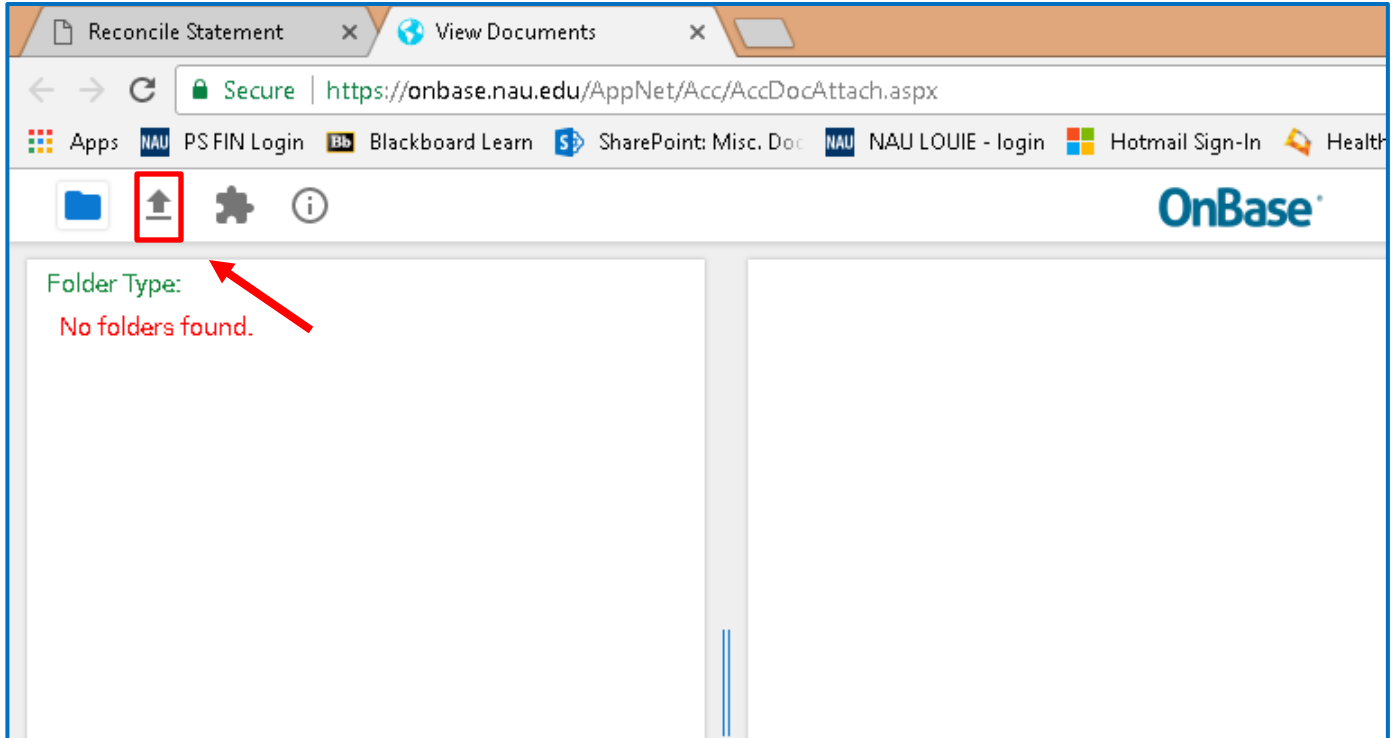 Reconcile Statement
View Documents
Secure | https://onbase.nau.edu/AppNet/Acc/AccDocAttach.aspx
Apps NAU PS FIN Login Bb Blackboard Learn SharePoint: Misc. Doc NAU NAU LOUIE - login Hotmail Sign-In Health
OnBase
Folder Type:
No folders found.